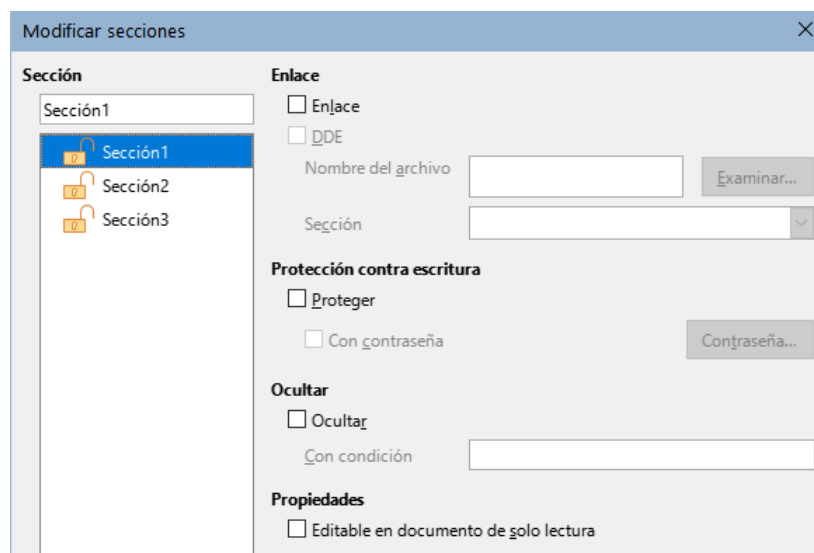 Modificar secciones
Sección
Sección1
Sección1
Sección2
Sección3
Enlace
Enlace
DDE
Nombre del archivo
Examinar...
Sección
Protección contra escritura
Proteger
Con contraseña
Contraseña...
Ocultar
Ocultar
Con condición
Propiedades
Editable en documento de solo lectura